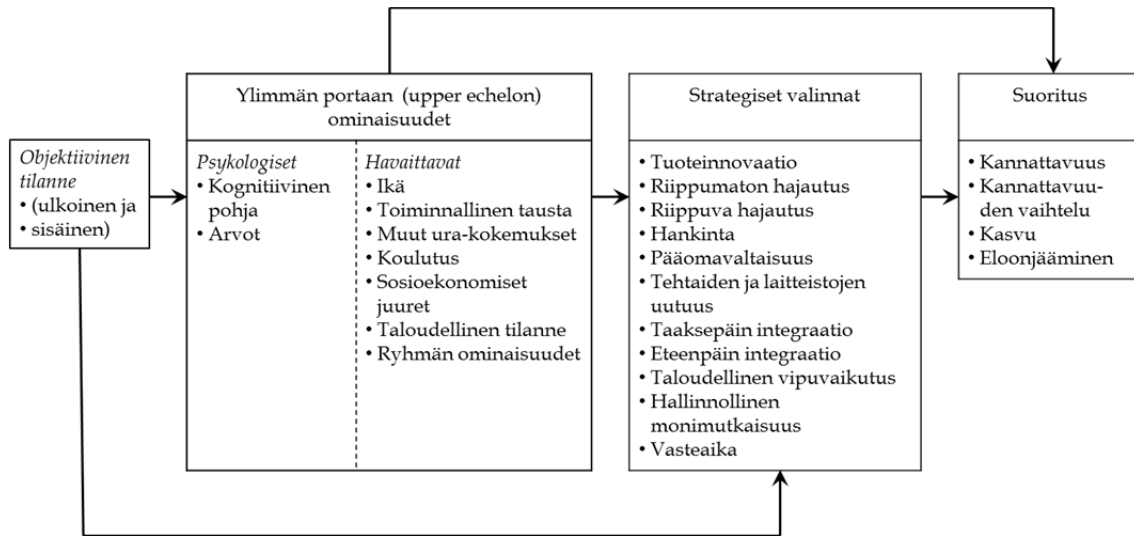 Objektiivinen
tilanne
• (ulkoinen ja
• sisäinen)
Ylimmän portaan (upper echelon)
ominaisuudet
Psykologiset
• Kognitiivinen
pohja
• Arvot
Havaittavat
• Ikä
• Toiminnallinen tausta
• Muut ura-kokemukset
• Koulutus
• Sosioekonomiset
juuret
• Taloudellinen tilanne
• Ryhmän ominaisuudet
Strategiset valinnat
• Tuoteinnovaatio
• Riippumaton hajautus
• Riippuva hajautus
• Hankinta
• Pääomavaltaisuus
• Tehtaiden ja laitteistojen
uutuus
• Taaksepäin integraatio
• Eteenpäin integraatio
• Taloudellinen vipuvaikutus
• Hallinnollinen
monimutkaisuus
• Vasteaika
Suoritus
• Kannattavuus
• Kannattavuu-
den vaihtelu
• Kasvu
• Eloonjääminen